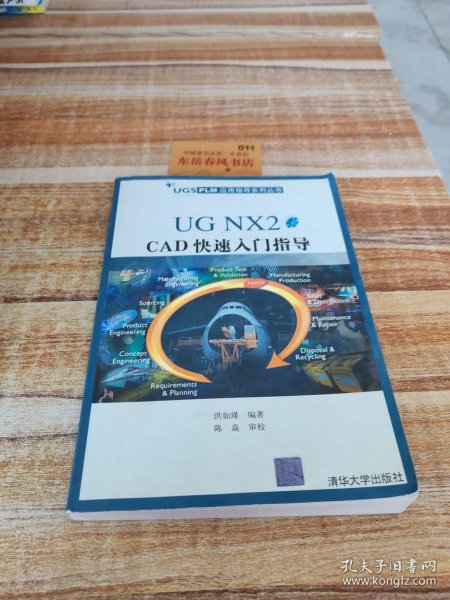 011
东岳春风书店
UGS PLM 应用指导系列丛书
UG NX2
CAD 快速入门指导
Product Test
& Validation
Launch
Manufacturing
Engineering
Manufacturing
Production
Sourcing
Sales
& Distribution
Product
Engineering
Maintenance
& Repair
Concept
Engineering
Disposal &
Recycling
Requirements
& Planning
洪如瑾 编著
陈焱 审校
清华大学出版社
孔夫子旧书网
www.kongfz.com